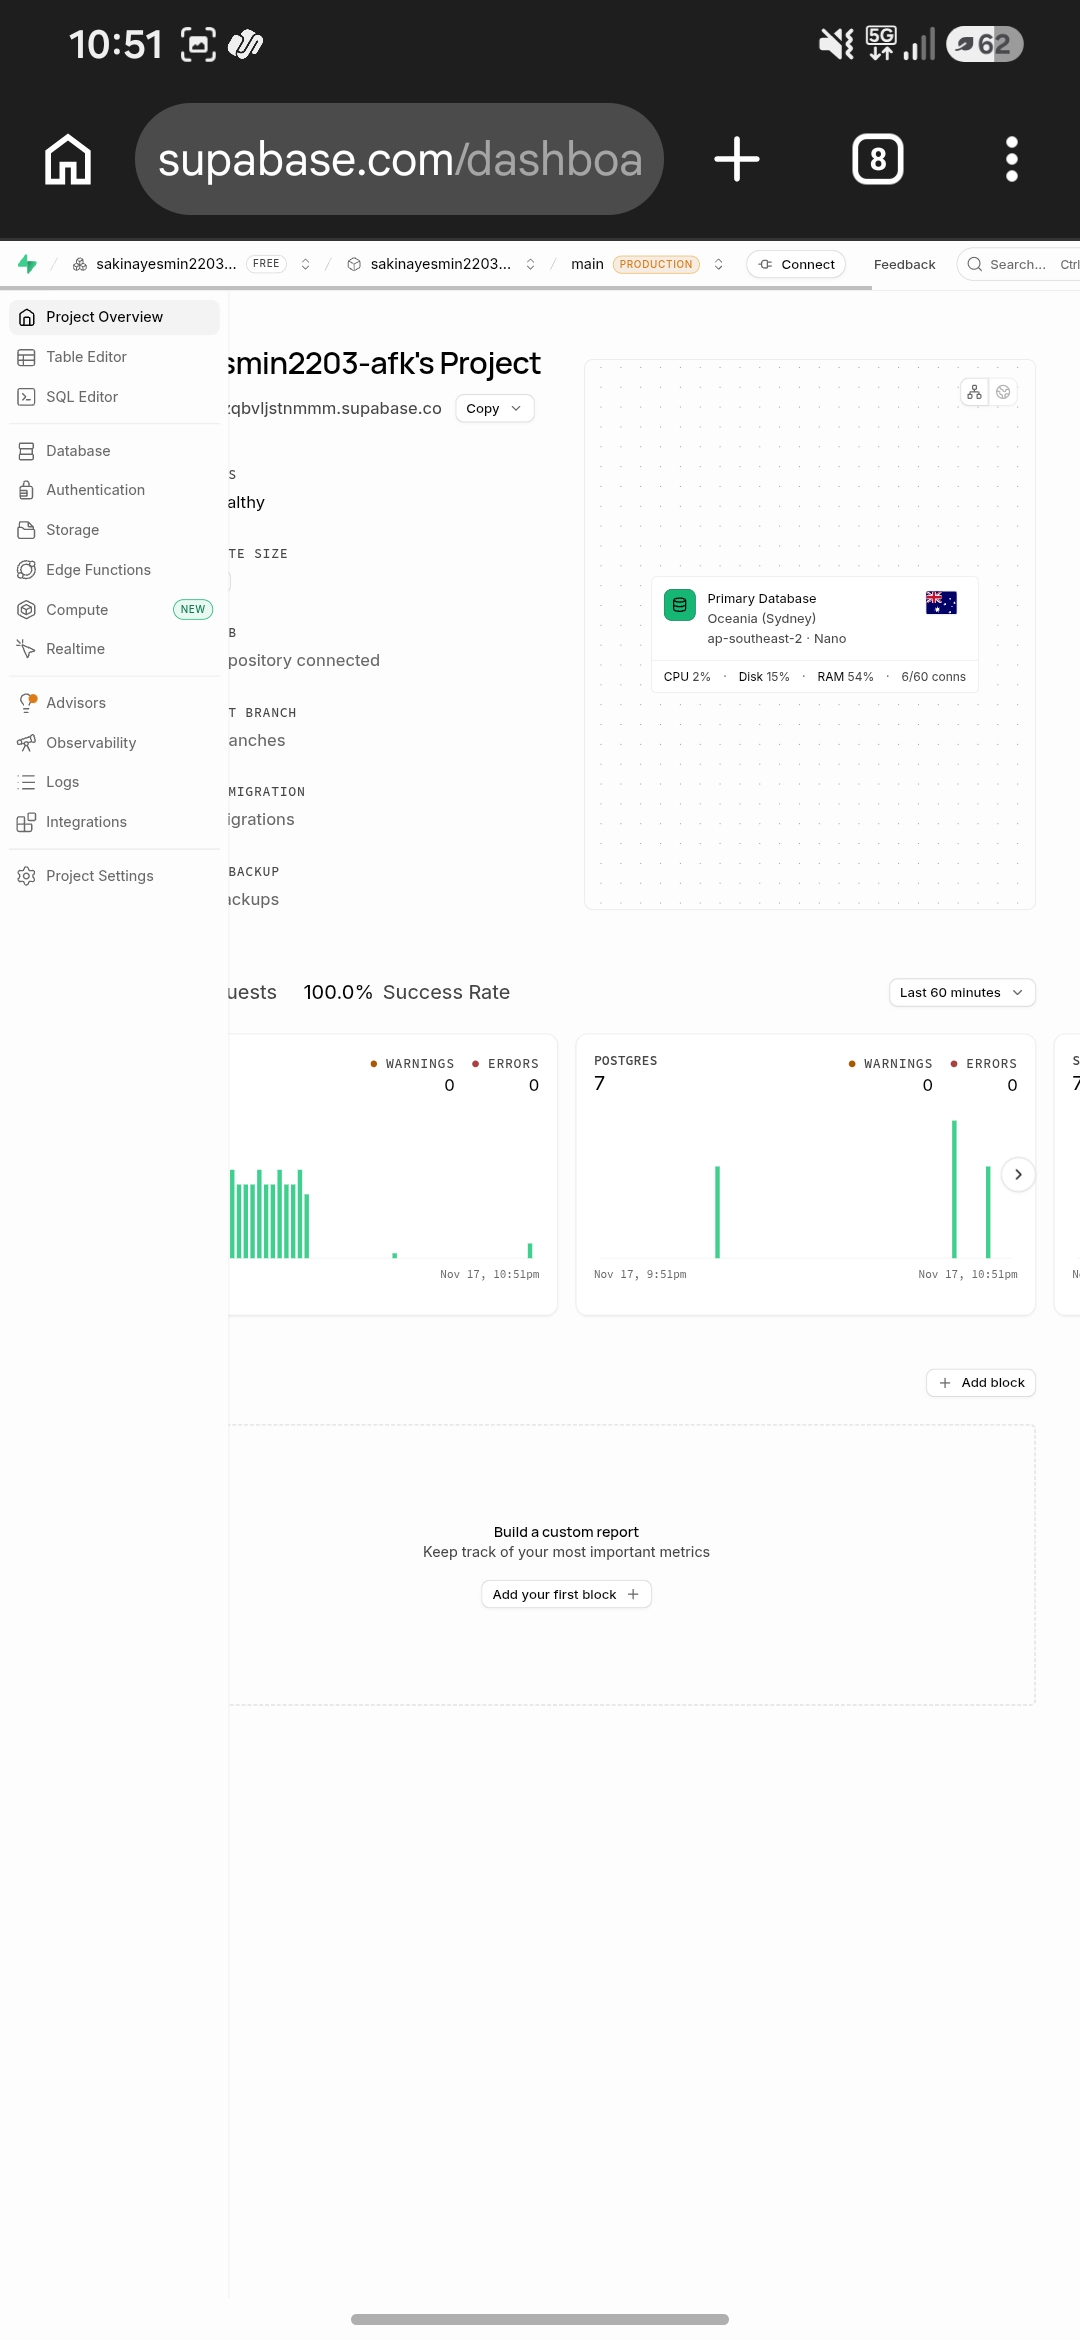 10:51
5G
62
supabase.com/dashboa
8
sakinayesmin2203... FREE
sakinayesmin2203...
main PRODUCTION
Connect
Feedback
Search... Ctrl
Project Overview
Table Editor
SQL Editor
Database
Authentication
Storage
Edge Functions
Compute NEW
Realtime
Advisors
Observability
Logs
Integrations
Project Settings
smin2203-afk's Project
zqbvljstnmmm.supabase.co Copy
S
althy
TE SIZE
B
pository connected
T BRANCH
anches
MIGRATION
igrations
BACKUP
ackups
Primary Database
Oceania (Sydney)
ap-southeast-2 · Nano
CPU 2% · Disk 15% · RAM 54% · 6/60 conns
uests 100.0% Success Rate
Last 60 minutes
WARNINGS ERRORS
0 0
Nov 17, 10:51pm
POSTGRES WARNINGS ERRORS
7 0 0
Nov 17, 9:51pm Nov 17, 10:51pm
S
7
N
Add block
Build a custom report
Keep track of your most important metrics
Add your first block